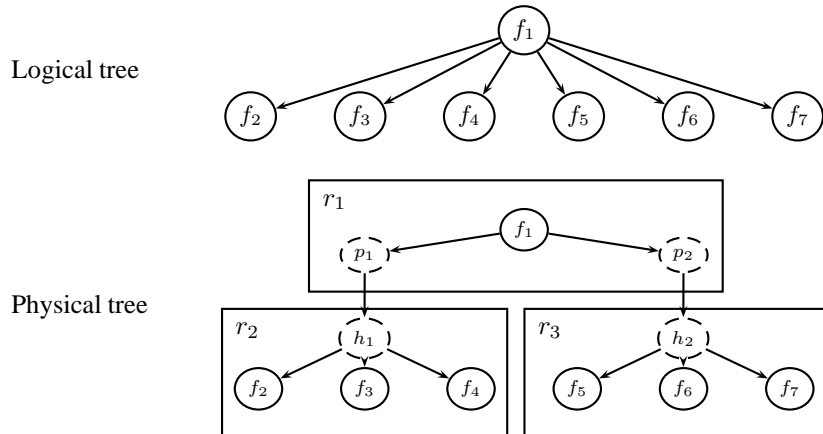 f₁
Logical tree
f₂ f₃ f₄ f₅ f₆ f₇
r₁
f₁
p₁ p₂
Physical tree
r₂ h₁ r₃ h₂
f₂ f₃ f₄ f₅ f₆ f₇